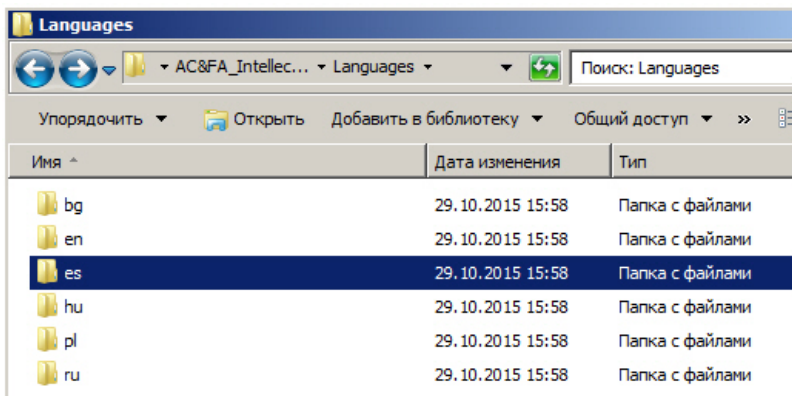 Languages
AC&FA_Intellec... Languages Поиск: Languages
Упорядочить Открыть Добавить в библиотеку Общий доступ »
Имя Дата изменения Тип
bg 29.10.2015 15:58 Папка с файлами
en 29.10.2015 15:58 Папка с файлами
es 29.10.2015 15:58 Папка с файлами
hu 29.10.2015 15:58 Папка с файлами
pl 29.10.2015 15:58 Папка с файлами
ru 29.10.2015 15:58 Папка с файлами